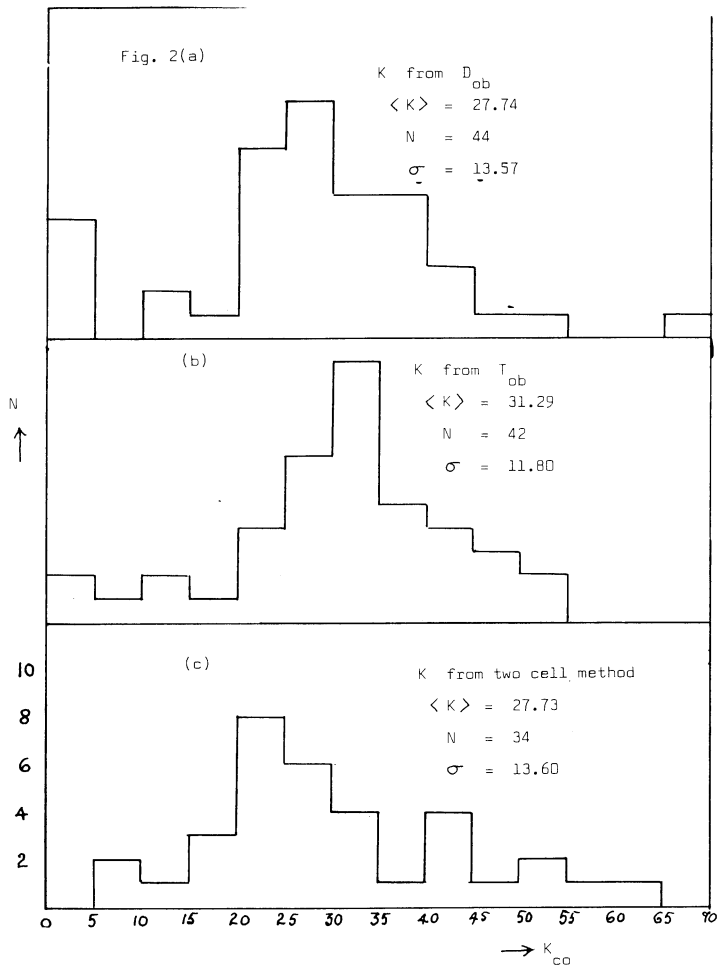 Fig. 2(a)
K from D_ob
⟨K⟩ = 27.74
N = 44
σ = 13.57
(b)
K from T_ob
⟨K⟩ = 31.29
N = 42
σ = 11.80
N
↑
(c)
K from two cell method
⟨K⟩ = 27.73
N = 34
σ = 13.60
10
8
6
4
2
0 5 10 15 20 25 30 35 40 45 50 55 60 65 70
→ K_co